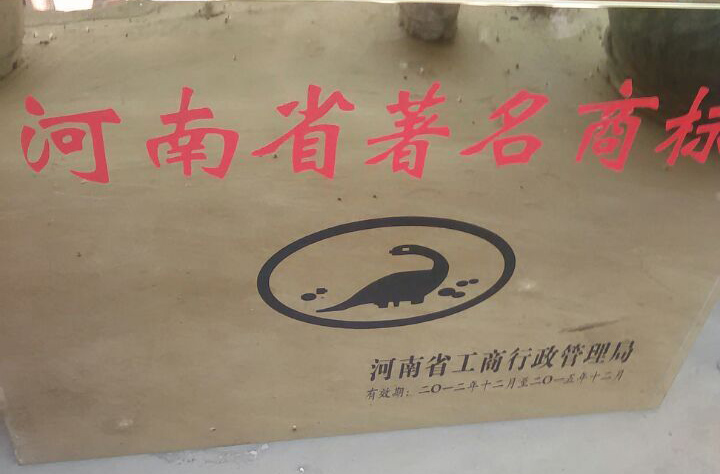 河南省著名商标
河南省工商行政管理局
有效期：二〇一二年十二月至二〇一五年十二月